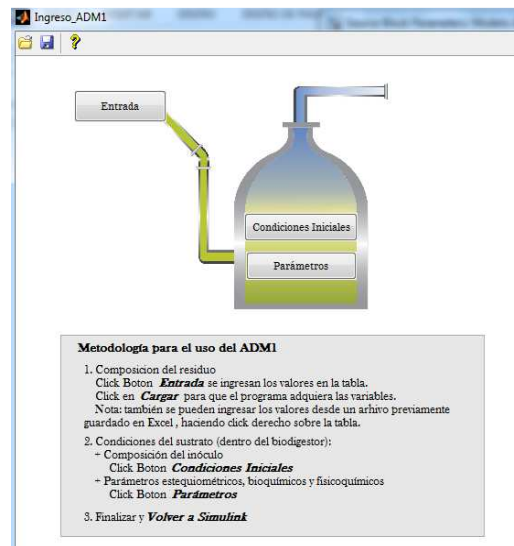 Ingreso_ADM1
Entrada
Condiciones Iniciales
Parámetros
Metodología para el uso del ADM1
1. Composicion del residuo
Click Boton Entrada se ingresan los valores en la tabla.
Click en Cargar para que el programa adquiera las variables.
Nota: también se pueden ingresar los valores desde un arhivo previamente
guardado en Excel , haciendo click derecho sobre la tabla.
2. Condiciones del sustrato (dentro del biodigestor):
+ Composición del inóculo
Click Boton Condiciones Iniciales
+ Parámetros estequiométricos, bioquímicos y fisicoquímicos
Click Boton Parámetros
3. Finalizar y Volver a Simulink